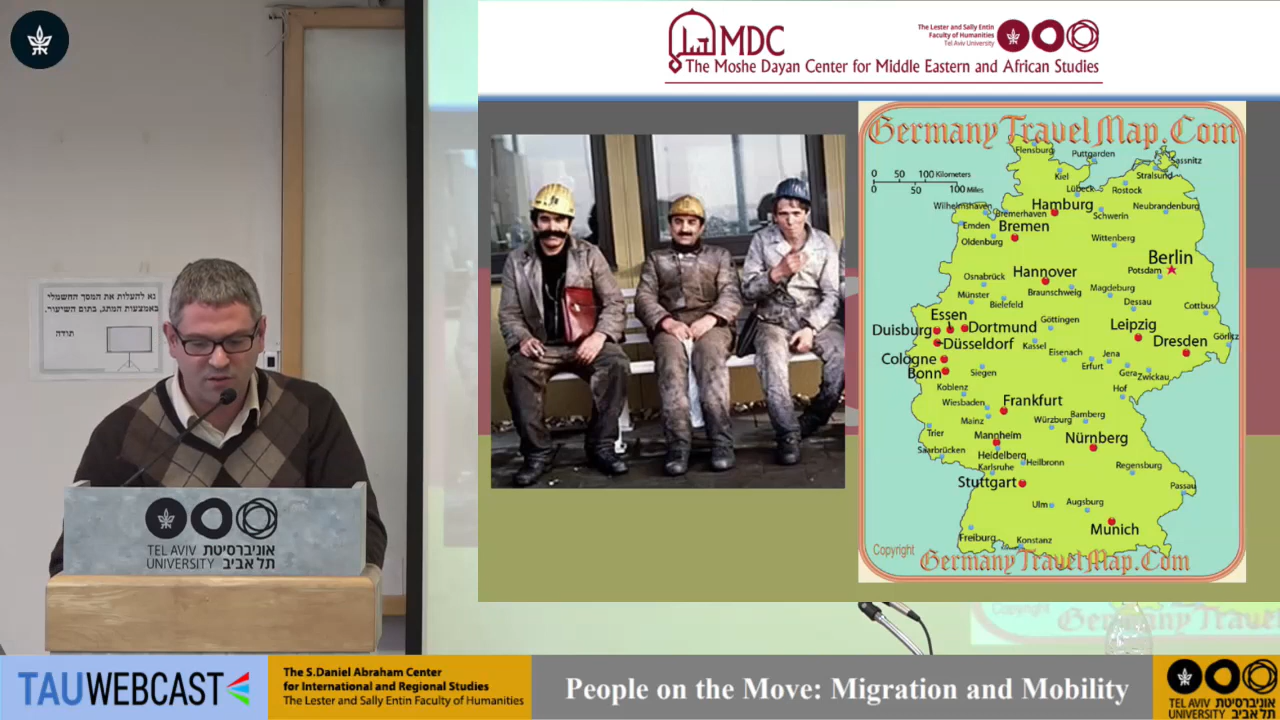 MDC
The Moshe Dayan Center for Middle Eastern and African Studies
The Lester and Sally Entin
Faculty of Humanities
Tel Aviv University
GermanyTravelMap.Com
0 50 100 Kilometers
0 50 100 Miles
Flensburg
Puttgarden
Sassnitz
Kiel
Stralsund
Lübeck
Rostock
Wilhelmshaven
Hamburg
Bremerhaven
Schwerin
Neubrandenburg
Emden
Bremen
Oldenburg
Wittenberg
Berlin
Potsdam
Osnabrück
Hannover
Münster
Braunschweig
Magdeburg
Bielefeld
Dessau
Cottbus
Essen
Göttingen
Duisburg
Dortmund
Leipzig
Düsseldorf
Kassel
Dresden
Görlitz
Cologne
Eisenach
Jena
Bonn
Siegen
Erfurt
Gera
Zwickau
Koblenz
Hof
Wiesbaden
Frankfurt
Mainz
Würzburg
Bamberg
Trier
Mannheim
Nürnberg
Saarbrücken
Heidelberg
Karlsruhe
Heilbronn
Regensburg
Stuttgart
Passau
Ulm
Augsburg
Munich
Freiburg
Konstanz
Copyright
GermanyTravelMap.Com
נא להעלות את המסך החשמלי
באמצעות המתג, בתום השיעור.
תודה
TEL AVIV אוניברסיטת
UNIVERSITY תל אביב
Copyright
TAUWEBCAST
The S.Daniel Abraham Center
for International and Regional Studies
The Lester and Sally Entin Faculty of Humanities
People on the Move: Migration and Mobility
TEL AVIV אוניברסיטת
UNIVERSITY תל אביב